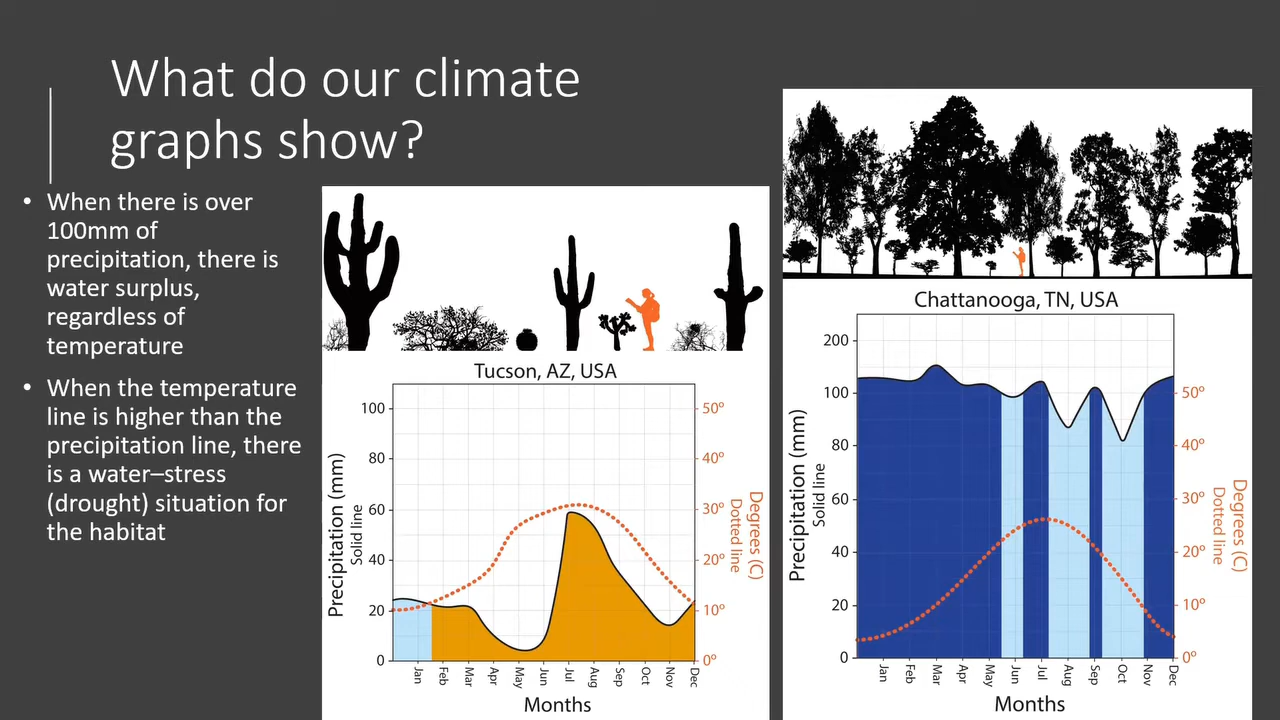 What do our climate
graphs show?
• When there is over
100mm of
precipitation, there is
water surplus,
regardless of
temperature
• When the temperature
line is higher than the
precipitation line, there
is a water–stress
(drought) situation for
the habitat
Tucson, AZ, USA
Precipitation (mm)
Solid line
100
80
60
40
20
0
50º
40º
30º
20º
10º
0º
Degrees (C)
Dotted line
Jan Feb Mar Apr May Jun Jul Aug Sep Oct Nov Dec
Months
Chattanooga, TN, USA
Precipitation (mm)
Solid line
200
100
80
60
40
20
0
50º
40º
30º
20º
10º
0º
Degrees (C)
Dotted line
Jan Feb Mar Apr May Jun Jul Aug Sep Oct Nov Dec
Months